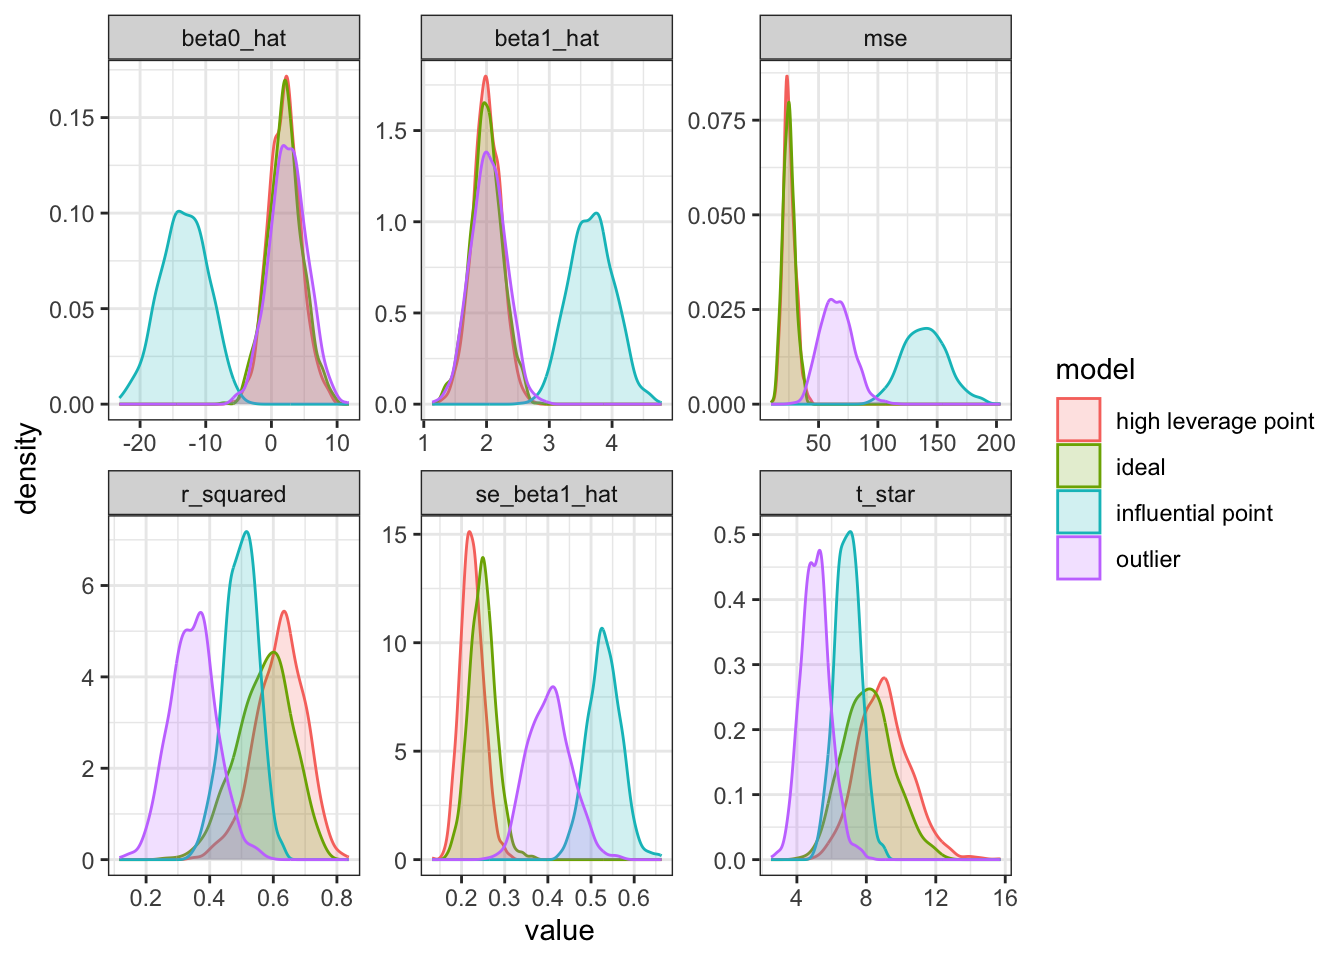 beta0_hat
beta1_hat
mse
0.15
0.10
0.05
0.00
-20 -10 0 10
1.5
1.0
0.5
0.0
1 2 3 4
0.075
0.050
0.025
0.000
50 100 150 200
density
r_squared
se_beta1_hat
t_star
6
4
2
0
0.2 0.4 0.6 0.8
15
10
5
0
0.2 0.3 0.4 0.5 0.6
0.5
0.4
0.3
0.2
0.1
0.0
4 8 12 16
value
model
high leverage point
ideal
influential point
outlier